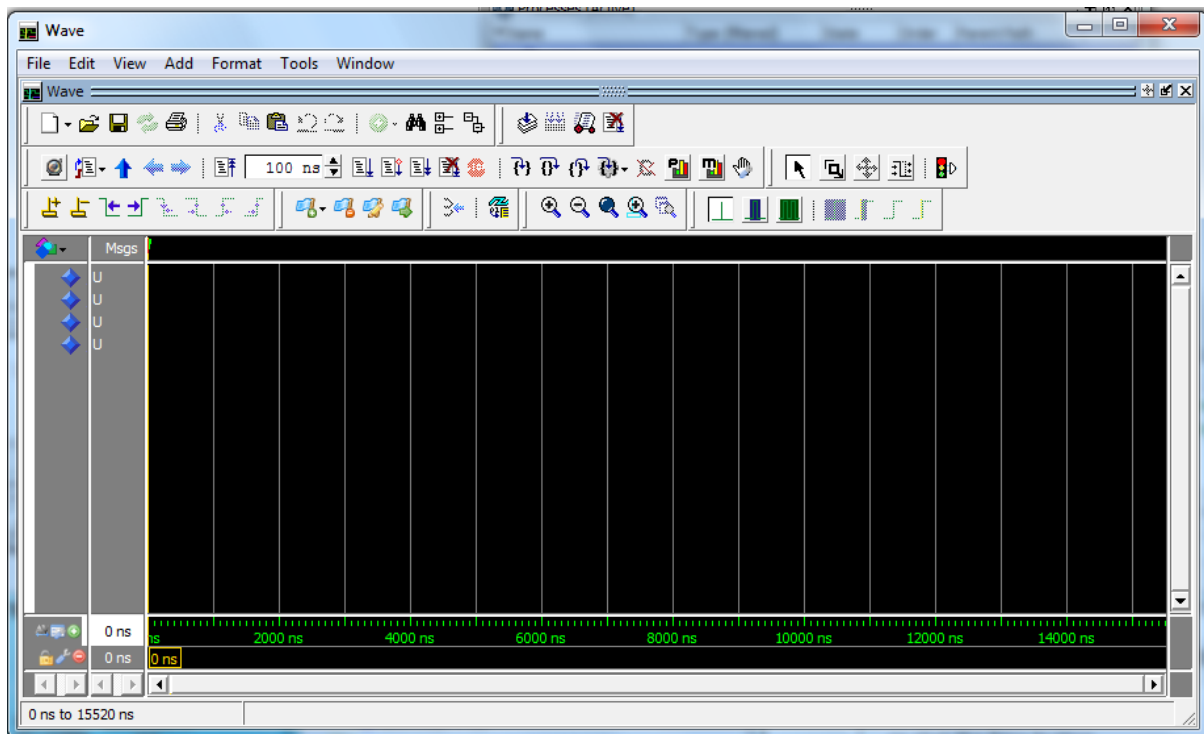 Processes (Active)
Wave
File Edit View Add Format Tools Window
Wave
100 ns
Msgs
U
U
U
U
0 ns
ns 2000 ns 4000 ns 6000 ns 8000 ns 10000 ns 12000 ns 14000 ns
0 ns 0 ns
0 ns to 15520 ns